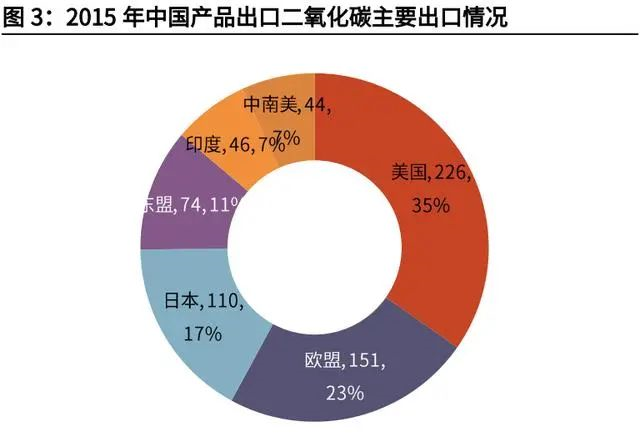 图 3：2015 年中国产品出口二氧化碳主要出口情况
中南美, 44,
7%
印度, 46, 7%
美国, 226,
35%
东盟, 74, 11%
日本, 110,
17%
欧盟, 151,
23%